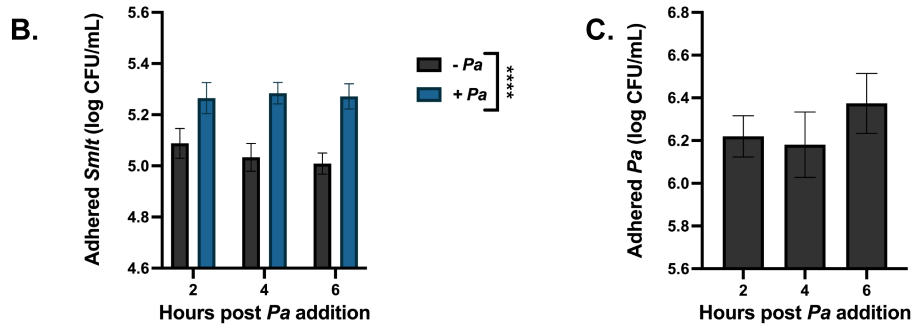 B.
Adhered Smlt (log CFU/mL)
5.6
5.4
5.2
5.0
4.8
4.6
2
4
6
Hours post Pa addition
- Pa
+ Pa
****
C.
Adhered Pa (log CFU/mL)
6.8
6.6
6.4
6.2
6.0
5.8
5.6
2
4
6
Hours post Pa addition